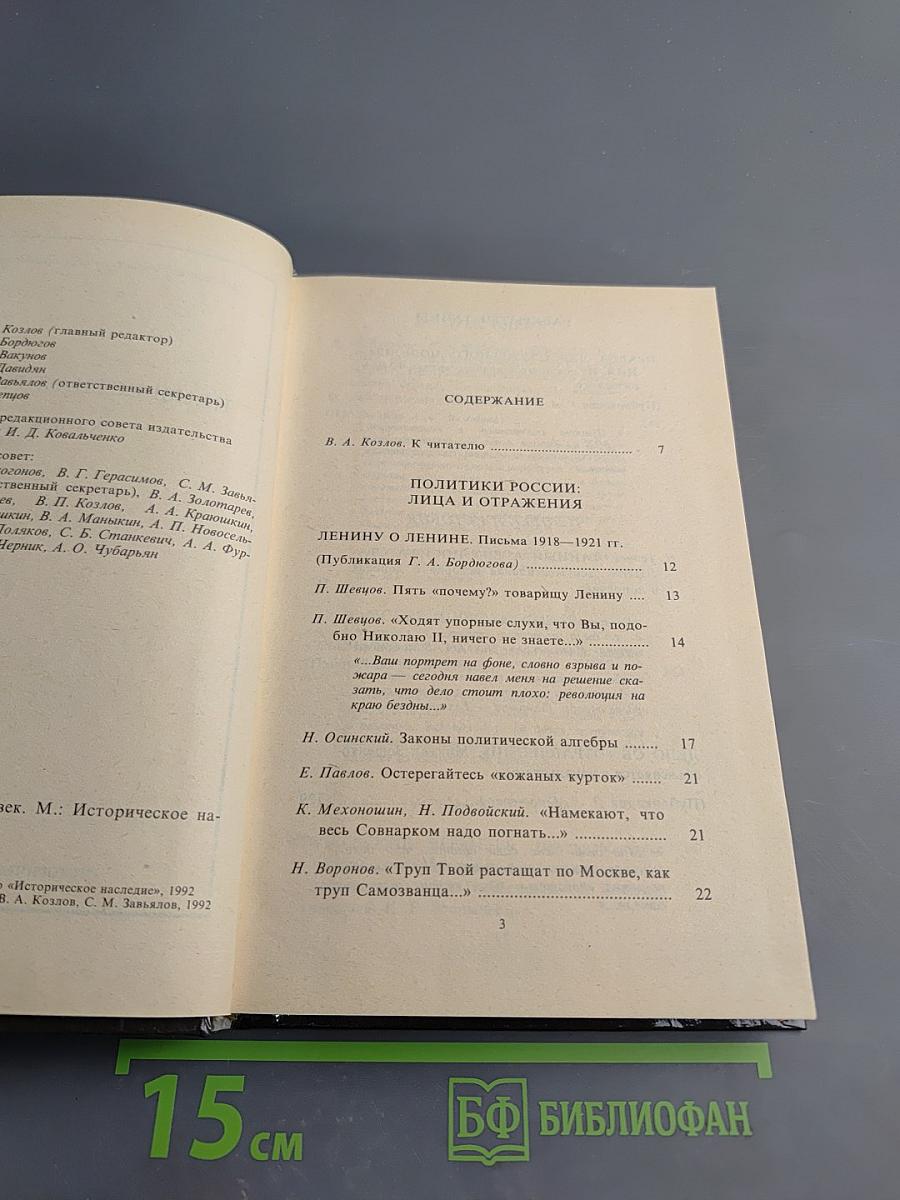 Козлов (главный редактор)
Бордюгов
Вакунов
Давидян
Завьялов (ответственный секретарь)
редакционного совета издательства
И. Д. Ковальченко
совет:
В. Г. Герасимов, С. М. Завья-
ственный секретарь), В. А. Золотарев,
В. П. Козлов, А. А. Краюшкин,
В. А. Маныкин, А. П. Новосель-
Поляков, С. Б. Станкевич, А. А. Фур-
Черник, А. О. Чубарьян
век. М.: Историческое на-
«Историческое наследие», 1992
В. А. Козлов, С. М. Завьялов, 1992
СОДЕРЖАНИЕ
В. А. Козлов. К читателю ........ 7
ПОЛИТИКИ РОССИИ:
ЛИЦА И ОТРАЖЕНИЯ
ЛЕНИНУ О ЛЕНИНЕ. Письма 1918—1921 гг.
(Публикация Г. А. Бордюгова) ........ 12
П. Шевцов. Пять «почему?» товарищу Ленину .... 13
П. Шевцов. «Ходят упорные слухи, что Вы, подо-
бно Николаю II, ничего не знаете...» ........ 14
«...Ваш портрет на фоне, словно взрыва и по-
жара — сегодня навел меня на решение ска-
зать, что дело стоит плохо: революция на
краю бездны...»
Н. Осинский. Законы политической алгебры ........ 17
Е. Павлов. Остерегайтесь «кожаных курток» ....... 21
К. Мехоношин, Н. Подвойский. «Намекают, что
весь Совнарком надо погнать...» ........ 21
Н. Воронов. «Труп Твой растащат по Москве, как
труп Самозванца...» ........ 22
3
15 см
БФ БИБЛИОФАН